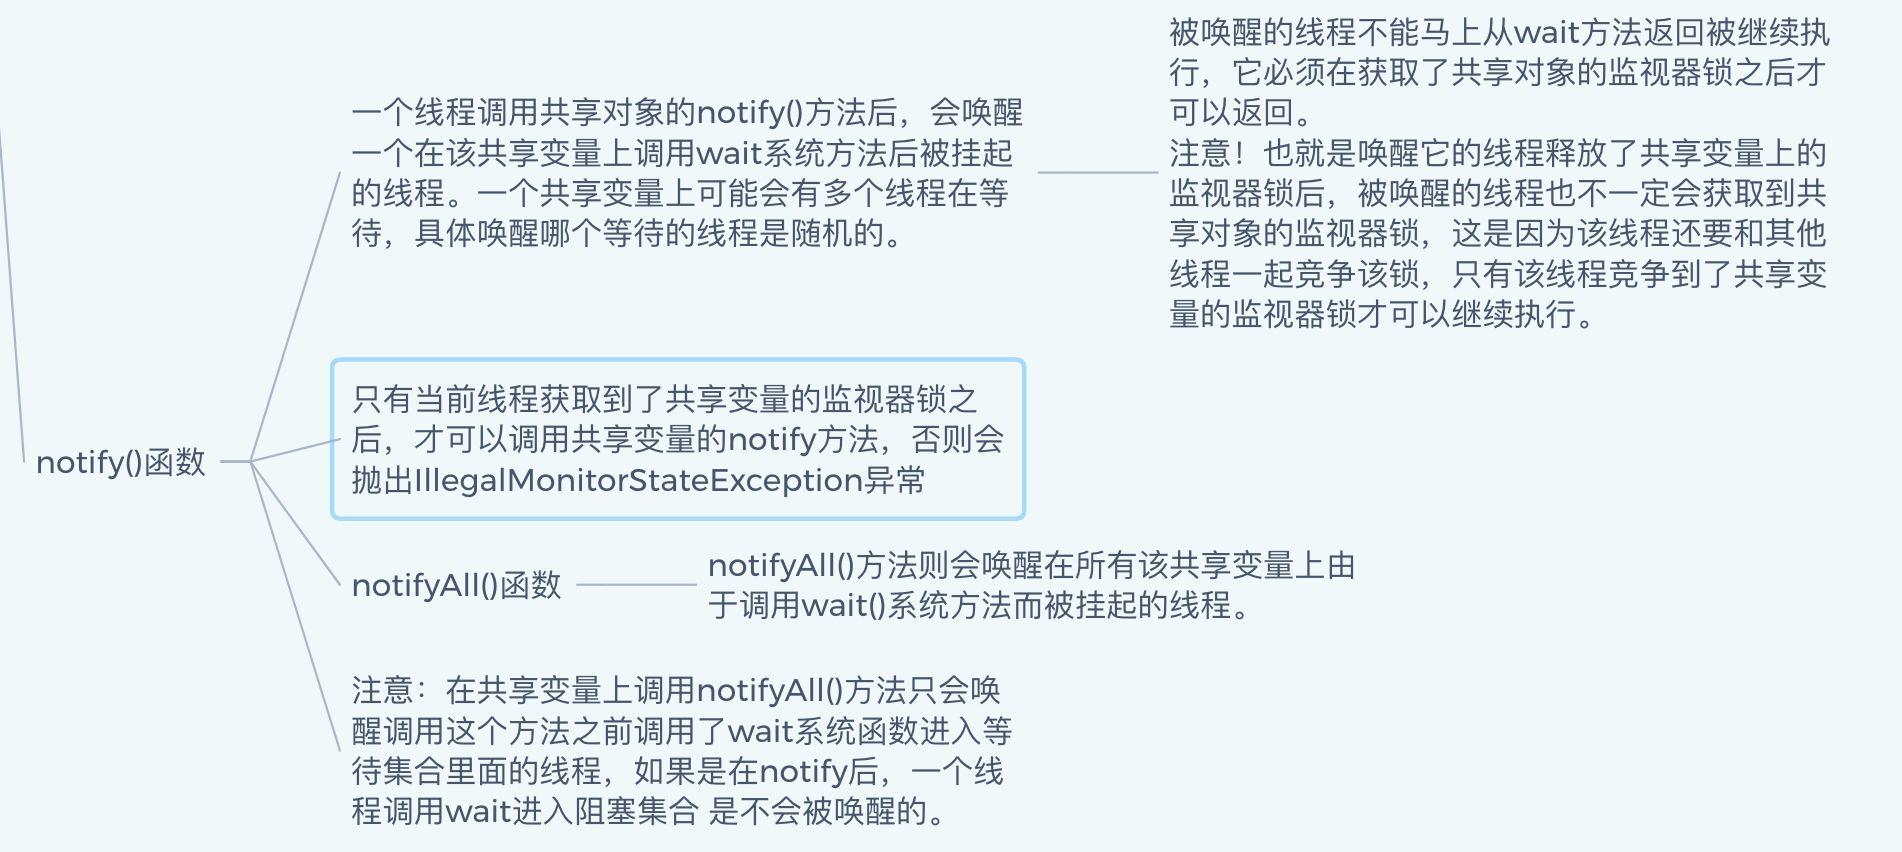 notify()函数
一个线程调用共享对象的notify()方法后，会唤醒
一个在该共享变量上调用wait系统方法后被挂起
的线程。一个共享变量上可能会有多个线程在等
待，具体唤醒哪个等待的线程是随机的。
被唤醒的线程不能马上从wait方法返回被继续执
行，它必须在获取了共享对象的监视器锁之后才
可以返回。
注意！也就是唤醒它的线程释放了共享变量上的
监视器锁后，被唤醒的线程也不一定会获取到共
享对象的监视器锁，这是因为该线程还要和其他
线程一起竞争该锁，只有该线程竞争到了共享变
量的监视器锁才可以继续执行。
只有当前线程获取到了共享变量的监视器锁之
后，才可以调用共享变量的notify方法，否则会
抛出IllegalMonitorStateException异常
notifyAll()函数
notifyAll()方法则会唤醒在所有该共享变量上由
于调用wait()系统方法而被挂起的线程。
注意：在共享变量上调用notifyAll()方法只会唤
醒调用这个方法之前调用了wait系统函数进入等
待集合里面的线程，如果是在notify后，一个线
程调用wait进入阻塞集合 是不会被唤醒的。